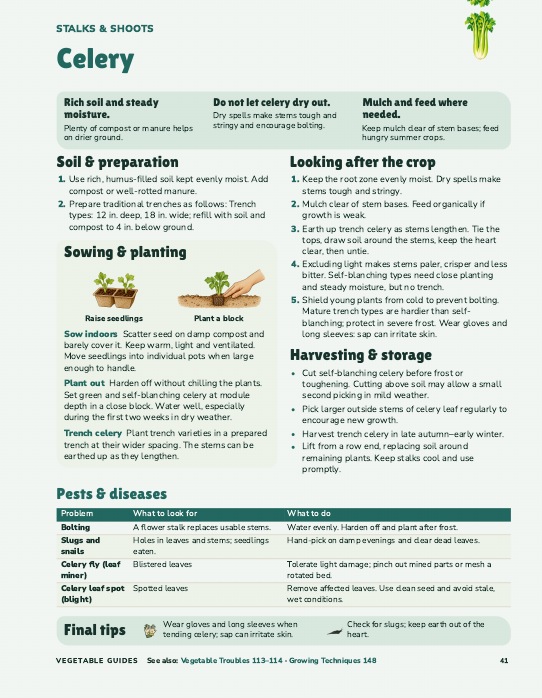 STALKS & SHOOTS
Celery
Rich soil and steady
moisture.
Plenty of compost or manure helps
on drier ground.
Do not let celery dry out.
Dry spells make stems tough and
stringy and encourage bolting.
Mulch and feed where
needed.
Keep mulch clear of stem bases; feed
hungry summer crops.
Soil & preparation
1. Use rich, humus-filled soil kept evenly moist. Add
compost or well-rotted manure.
2. Prepare traditional trenches as follows: Trench
types: 12 in. deep, 18 in. wide; refill with soil and
compost to 4 in. below ground.
Sowing & planting
Raise seedlings
Plant a block
Sow indoors Scatter seed on damp compost and
barely cover it. Keep warm, light and ventilated.
Move seedlings into individual pots when large
enough to handle.
Plant out Harden off without chilling the plants.
Set green and self-blanching celery at module
depth in a close block. Water well, especially
during the first two weeks in dry weather.
Trench celery Plant trench varieties in a prepared
trench at their wider spacing. The stems can be
earthed up as they lengthen.
Looking after the crop
1. Keep the root zone evenly moist. Dry spells make
stems tough and stringy.
2. Mulch clear of stem bases. Feed organically if
growth is weak.
3. Earth up trench celery as stems lengthen. Tie the
tops, draw soil around the stems, keep the heart
clear, then untie.
4. Excluding light makes stems paler, crisper and less
bitter. Self-blanching types need close planting
and steady moisture, but no trench.
5. Shield young plants from cold to prevent bolting.
Mature trench types are hardier than self-
blanching; protect in severe frost. Wear gloves and
long sleeves: sap can irritate skin.
Harvesting & storage
• Cut self-blanching celery before frost or
toughening. Cutting above soil may allow a small
second picking in mild weather.
• Pick larger outside stems of celery leaf regularly to
encourage new growth.
• Harvest trench celery in late autumn–early winter.
• Lift from a row end, replacing soil around
remaining plants. Keep stalks cool and use
promptly.
Pests & diseases
Problem What to look for What to do
Bolting A flower stalk replaces usable stems. Water evenly. Harden off and plant after frost.
Slugs and
snails
Holes in leaves and stems; seedlings
eaten.
Hand-pick on damp evenings and clear dead leaves.
Celery fly (leaf
miner)
Blistered leaves
Tolerate light damage; pinch out mined parts or mesh a
rotated bed.
Celery leaf spot
(blight)
Spotted leaves
Remove affected leaves. Use clean seed and avoid stale,
wet conditions.
Final tips
Wear gloves and long sleeves when
tending celery; sap can irritate skin.
Check for slugs; keep earth out of the
heart.
VEGETABLE GUIDES See also: Vegetable Troubles 113–114 · Growing Techniques 148
41